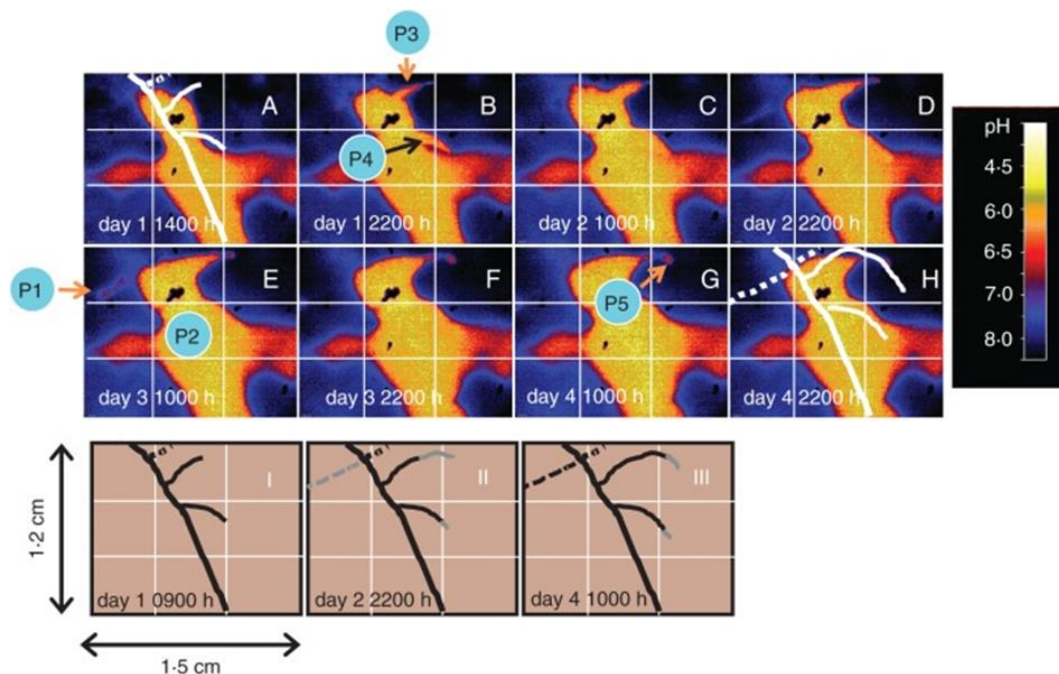 P3
A
B
C
D
P4
day 1 1400 h
day 1 2200 h
day 2 1000 h
day 2 2200 h
pH
4·5
6·0
6·5
7·0
8·0
P1
E
F
G
H
P5
P2
day 3 1000 h
day 3 2200 h
day 4 1000 h
day 4 2200 h
I
II
III
1·2 cm
day 1 0900 h
day 2 2200 h
day 4 1000 h
1·5 cm